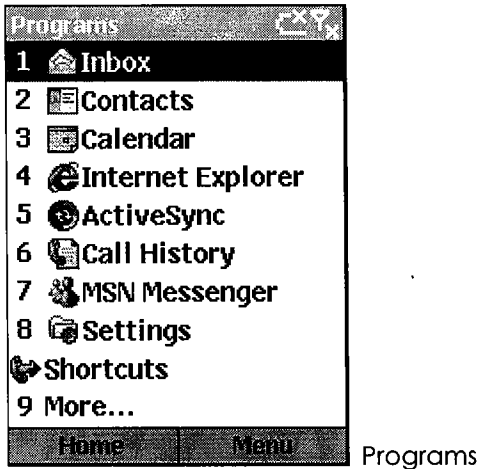 Programs
1 Inbox
2 Contacts
3 Calendar
4 Internet Explorer
5 ActiveSync
6 Call History
7 MSN Messenger
8 Settings
Shortcuts
9 More...
Home Menu
Programs